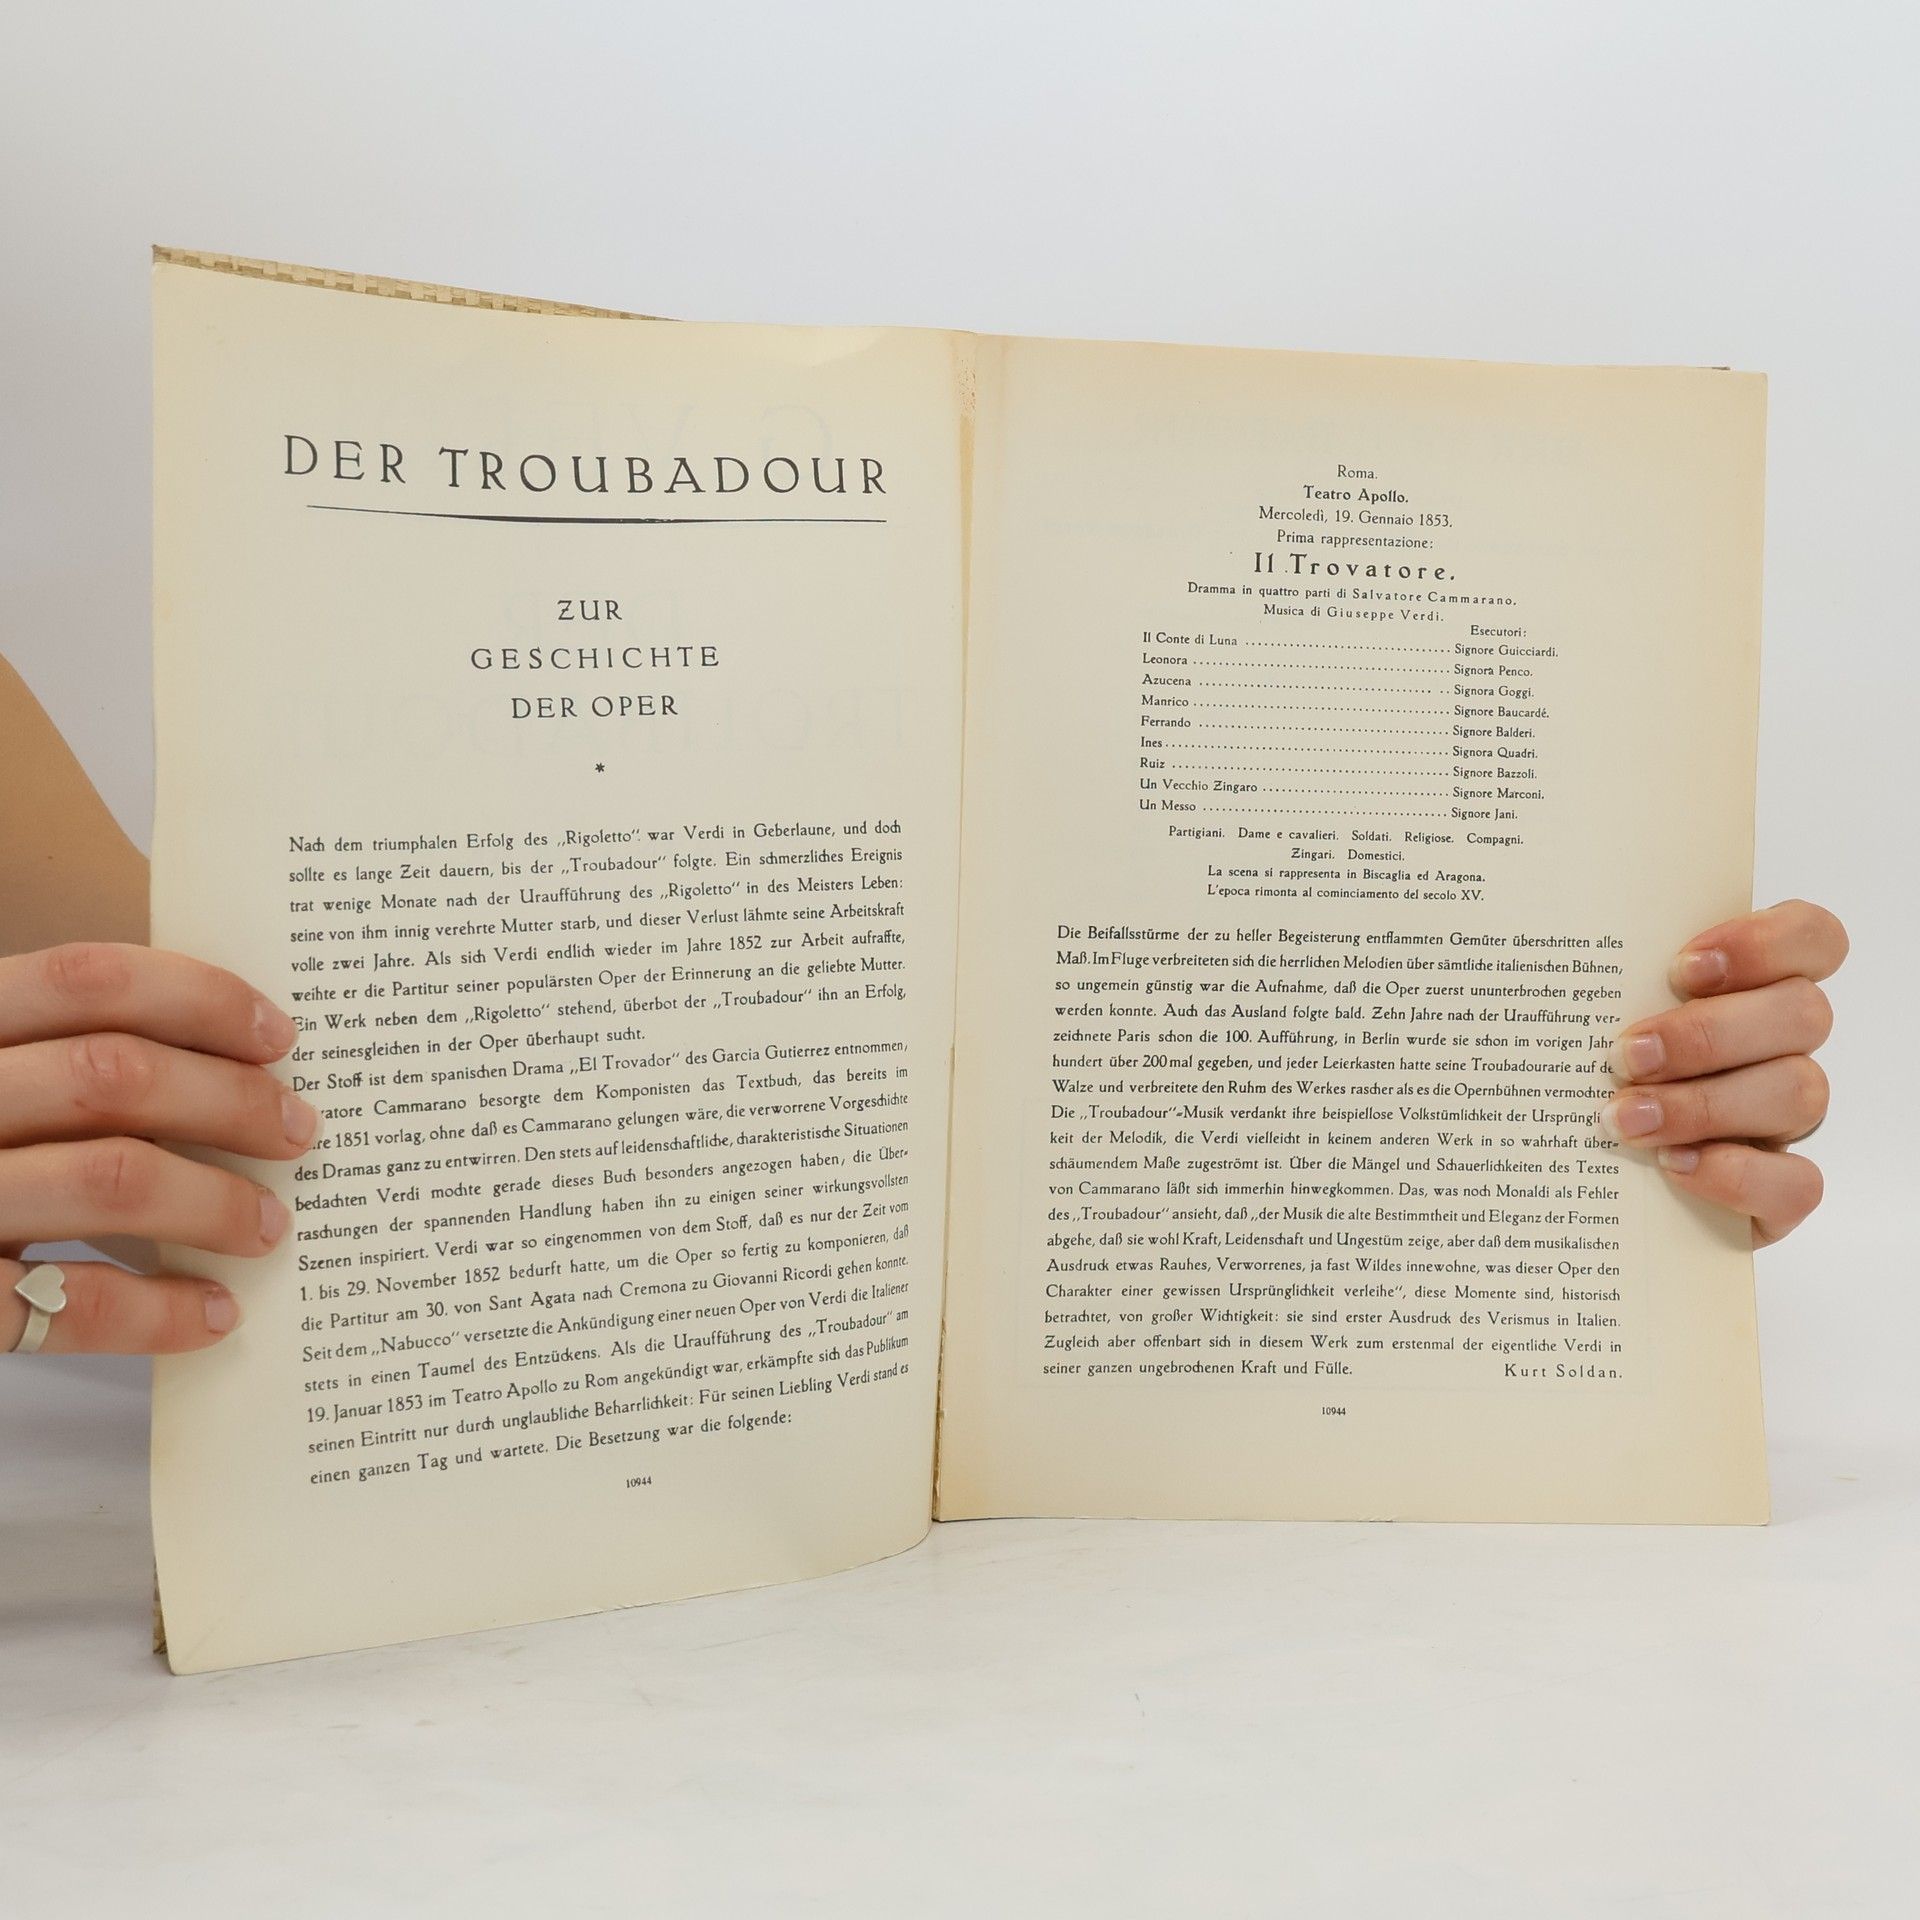 DER TROUBADOUR
ZUR
GESCHICHTE
DER OPER
*
Nach dem triumphalen Erfolg des „Rigoletto“ war Verdi in Geberlaune, und doch
sollte es lange Zeit dauern, bis der „Troubadour“ folgte. Ein schmerzliches Ereignis
trat wenige Monate nach der Uraufführung des „Rigoletto“ in des Meisters Leben:
seine von ihm innig verehrte Mutter starb, und dieser Verlust lähmte seine Arbeitskraft
volle zwei Jahre. Als sich Verdi endlich wieder im Jahre 1852 zur Arbeit aufraffte,
weihte er die Partitur seiner populärsten Oper der Erinnerung an die geliebte Mutter.
Ein Werk neben dem „Rigoletto“ stehend, überbot der „Troubadour“ ihn an Erfolg,
der seinesgleichen in der Oper überhaupt sucht.
Der Stoff ist dem spanischen Drama „El Trovador“ des Garcia Gutierrez entnommen,
vatore Cammarano besorgte dem Komponisten das Textbuch, das bereits im
re 1851 vorlag, ohne daß es Cammarano gelungen wäre, die verworrene Vorgeschichte
des Dramas ganz zu entwirren. Den stets auf leidenschaftliche, charakteristische Situationen
bedachten Verdi mochte gerade dieses Buch besonders angezogen haben, die Über-
raschungen der spannenden Handlung haben ihn zu einigen seiner wirkungsvollsten
Szenen inspiriert. Verdi war so eingenommen von dem Stoff, daß es nur der Zeit vom
1. bis 29. November 1852 bedurft hatte, um die Oper so fertig zu komponieren, daß
die Partitur am 30. von Sant Agata nach Cremona zu Giovanni Ricordi gehen konnte.
Seit dem „Nabucco“ versetzte die Ankündigung einer neuen Oper von Verdi die Italiener
stets in einen Taumel des Entzückens. Als die Uraufführung des „Troubadour“ am
19. Januar 1853 im Teatro Apollo zu Rom angekündigt war, erkämpfte sich das Publikum
seinen Eintritt nur durch unglaubliche Beharrlichkeit: Für seinen Liebling Verdi stand es
einen ganzen Tag und wartete. Die Besetzung war die folgende:
10944
Roma.
Teatro Apollo.
Mercoledì, 19. Gennaio 1853.
Prima rappresentazione:
Il Trovatore.
Dramma in quattro parti di Salvatore Cammarano.
Musica di Giuseppe Verdi.
Esecutori:
Il Conte di Luna ........ Signore Guicciardi.
Leonora ........ Signora Penco.
Azucena ........ Signora Goggi.
Manrico ........ Signore Baucardé.
Ferrando ........ Signore Balderi.
Ines ........ Signora Quadri.
Ruiz ........ Signore Bazzoli.
Un Vecchio Zingaro ........ Signore Marconi.
Un Messo ........ Signore Jani.
Partigiani. Dame e cavalieri. Soldati. Religiose. Compagni.
Zingari. Domestici.
La scena si rappresenta in Biscaglia ed Aragona.
L'epoca rimonta al cominciamento del secolo XV.
Die Beifallsstürme der zu heller Begeisterung entflammten Gemüter überschritten alles
Maß. Im Fluge verbreiteten sich die herrlichen Melodien über sämtliche italienischen Bühnen,
so ungemein günstig war die Aufnahme, daß die Oper zuerst ununterbrochen gegeben
werden konnte. Auch das Ausland folgte bald. Zehn Jahre nach der Uraufführung ver-
zeichnete Paris schon die 100. Aufführung, in Berlin wurde sie schon im vorigen Jahr
hundert über 200 mal gegeben, und jeder Leierkasten hatte seine Troubadourarie auf de
Walze und verbreitete den Ruhm des Werkes rascher als es die Opernbühnen vermochten
Die „Troubadour“-Musik verdankt ihre beispiellose Volkstümlichkeit der Ursprüngli
keit der Melodik, die Verdi vielleicht in keinem anderen Werk in so wahrhaft über-
schäumendem Maße zugeströmt ist. Über die Mängel und Schauerlichkeiten des Textes
von Cammarano läßt sich immerhin hinwegkommen. Das, was noch Monaldi als Fehler
des „Troubadour“ ansieht, daß „der Musik die alte Bestimmtheit und Eleganz der Formen
abgehe, daß sie wohl Kraft, Leidenschaft und Ungestüm zeige, aber daß dem musikalischen
Ausdruck etwas Rauhes, Verworrenes, ja fast Wildes innewohne, was dieser Oper den
Charakter einer gewissen Ursprünglichkeit verleihe“, diese Momente sind, historisch
betrachtet, von großer Wichtigkeit: sie sind erster Ausdruck des Verismus in Italien.
Zugleich aber offenbart sich in diesem Werk zum erstenmal der eigentliche Verdi in
seiner ganzen ungebrochenen Kraft und Fülle. Kurt Soldan.
10944